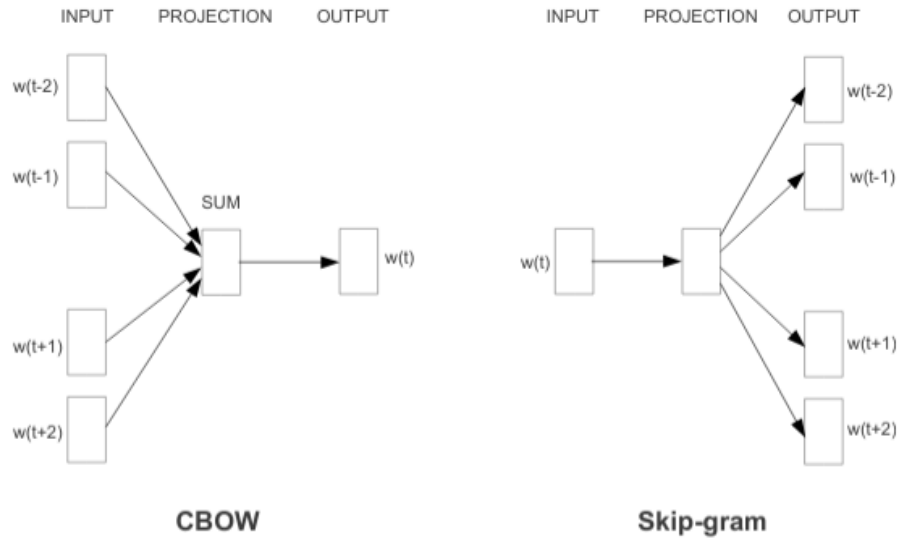 INPUT PROJECTION OUTPUT
w(t-2)
w(t-1)
SUM
w(t)
w(t+1)
w(t+2)
CBOW
INPUT PROJECTION OUTPUT
w(t-2)
w(t-1)
w(t)
w(t+1)
w(t+2)
Skip-gram